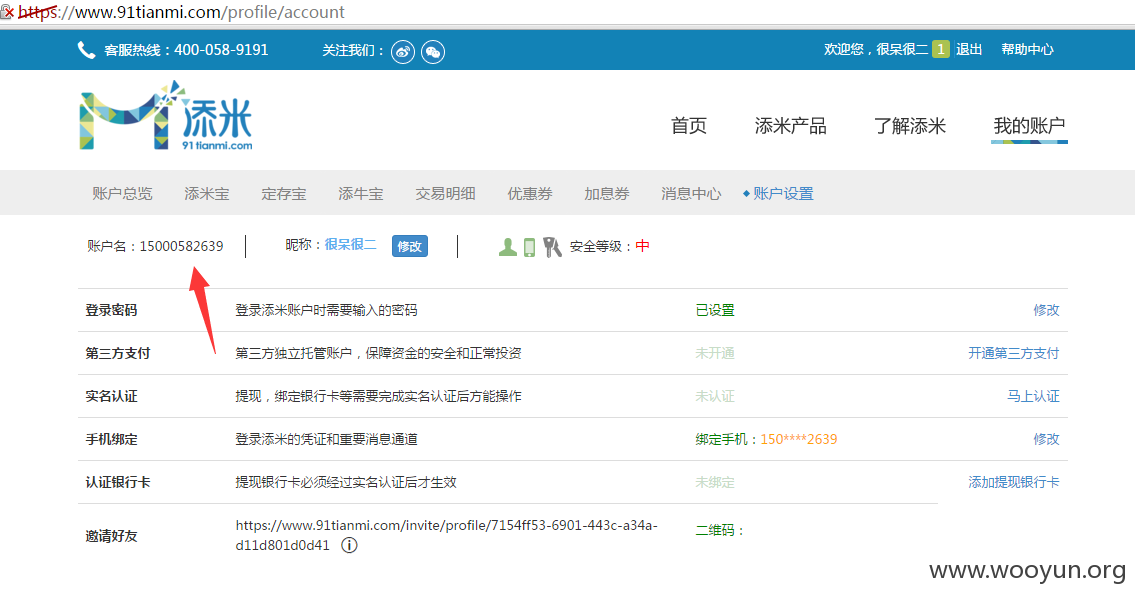 https://www.91tianmi.com/profile/account
客服热线：400-058-9191 关注我们： 欢迎您，很呆很二 1 退出 帮助中心
添米
91tianmi.com
首页 添米产品 了解添米 我的账户
账户总览 添米宝 定存宝 添牛宝 交易明细 优惠券 加息券 消息中心 账户设置
账户名：15000582639 昵称：很呆很二 修改 安全等级：中
登录密码 登录添米账户时需要输入的密码 已设置 修改
第三方支付 第三方独立托管账户，保障资金的安全和正常投资 未开通 开通第三方支付
实名认证 提现，绑定银行卡等需要完成实名认证后方能操作 未认证 马上认证
手机绑定 登录添米的凭证和重要消息通道 绑定手机：150****2639 修改
认证银行卡 提现银行卡必须经过实名认证后才生效 未绑定 添加提现银行卡
邀请好友 https://www.91tianmi.com/invite/profile/7154ff53-6901-443c-a34a-
d11d801d0d41 二维码：
www.wooyun.org